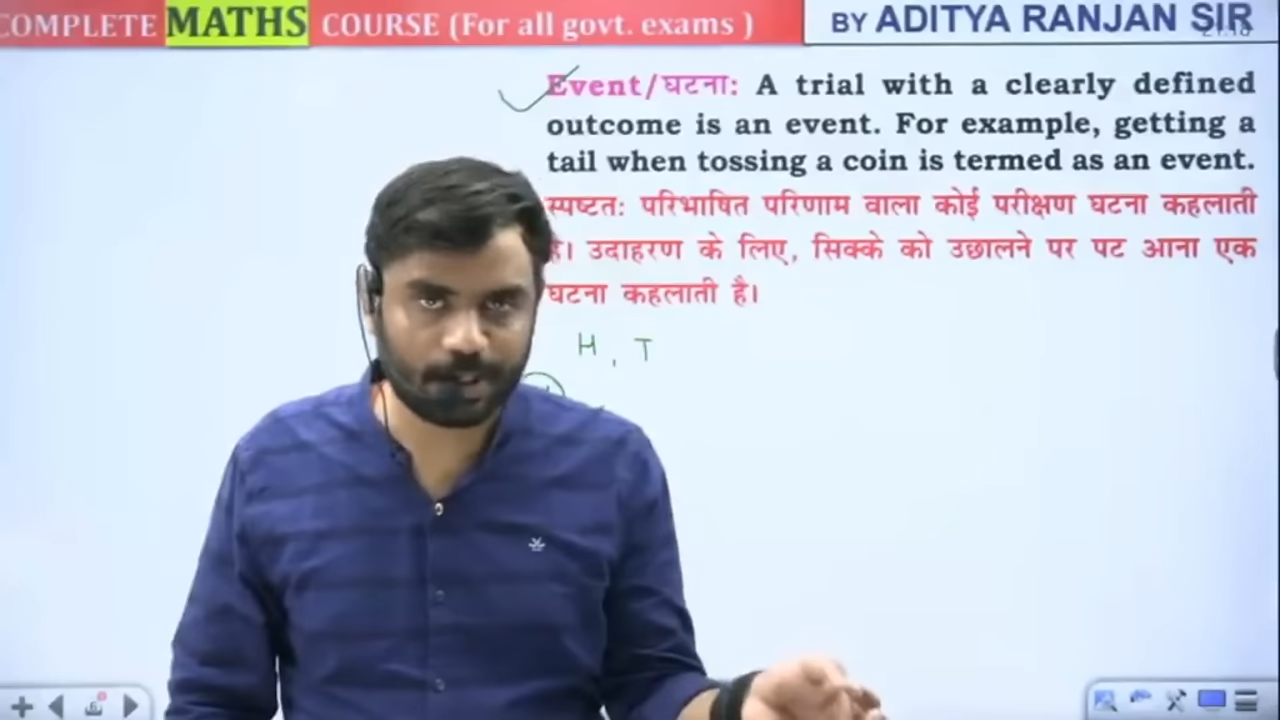 COMPLETE MATHS COURSE (For all govt. exams )
BY ADITYA RANJAN SIR
Event/घटना: A trial with a clearly defined
outcome is an event. For example, getting a
tail when tossing a coin is termed as an event.
स्पष्टतः परिभाषित परिणाम वाला कोई परीक्षण घटना कहलाती
है। उदाहरण के लिए, सिक्के को उछालने पर पट आना एक
घटना कहलाती है।
H, T